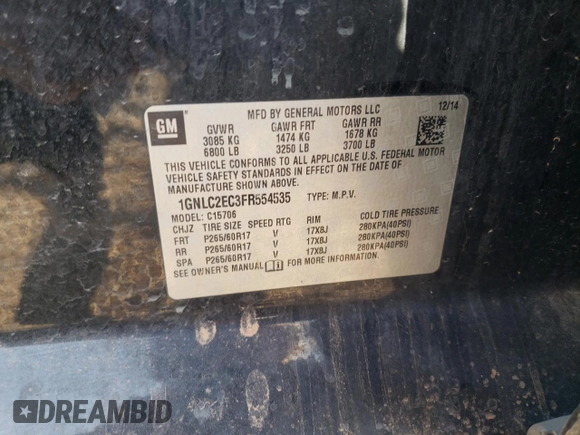 MFD BY GENERAL MOTORS LLC 12/14
GM
GVWR GAWR FRT GAWR RR
3085 KG 1474 KG 1678 KG
6800 LB 3250 LB 3700 LB
THIS VEHICLE CONFORMS TO ALL APPLICABLE U.S. FEDERAL MOTOR
VEHICLE SAFETY STANDARDS IN EFFECT ON THE DATE OF
MANUFACTURE SHOWN ABOVE.
1GNLC2EC3FR554535 TYPE: M.P.V.
MODEL: C15706
CHJZ TIRE SIZE SPEED RTG RIM COLD TIRE PRESSURE
FRT P265/60R17 V 17X8J 280KPA(40PSI)
RR P265/60R17 V 17X8J 280KPA(40PSI)
SPA P265/60R17 V 17X8J 280KPA(40PSI)
SEE OWNER'S MANUAL FOR MORE INFORMATION.
DREAMBID